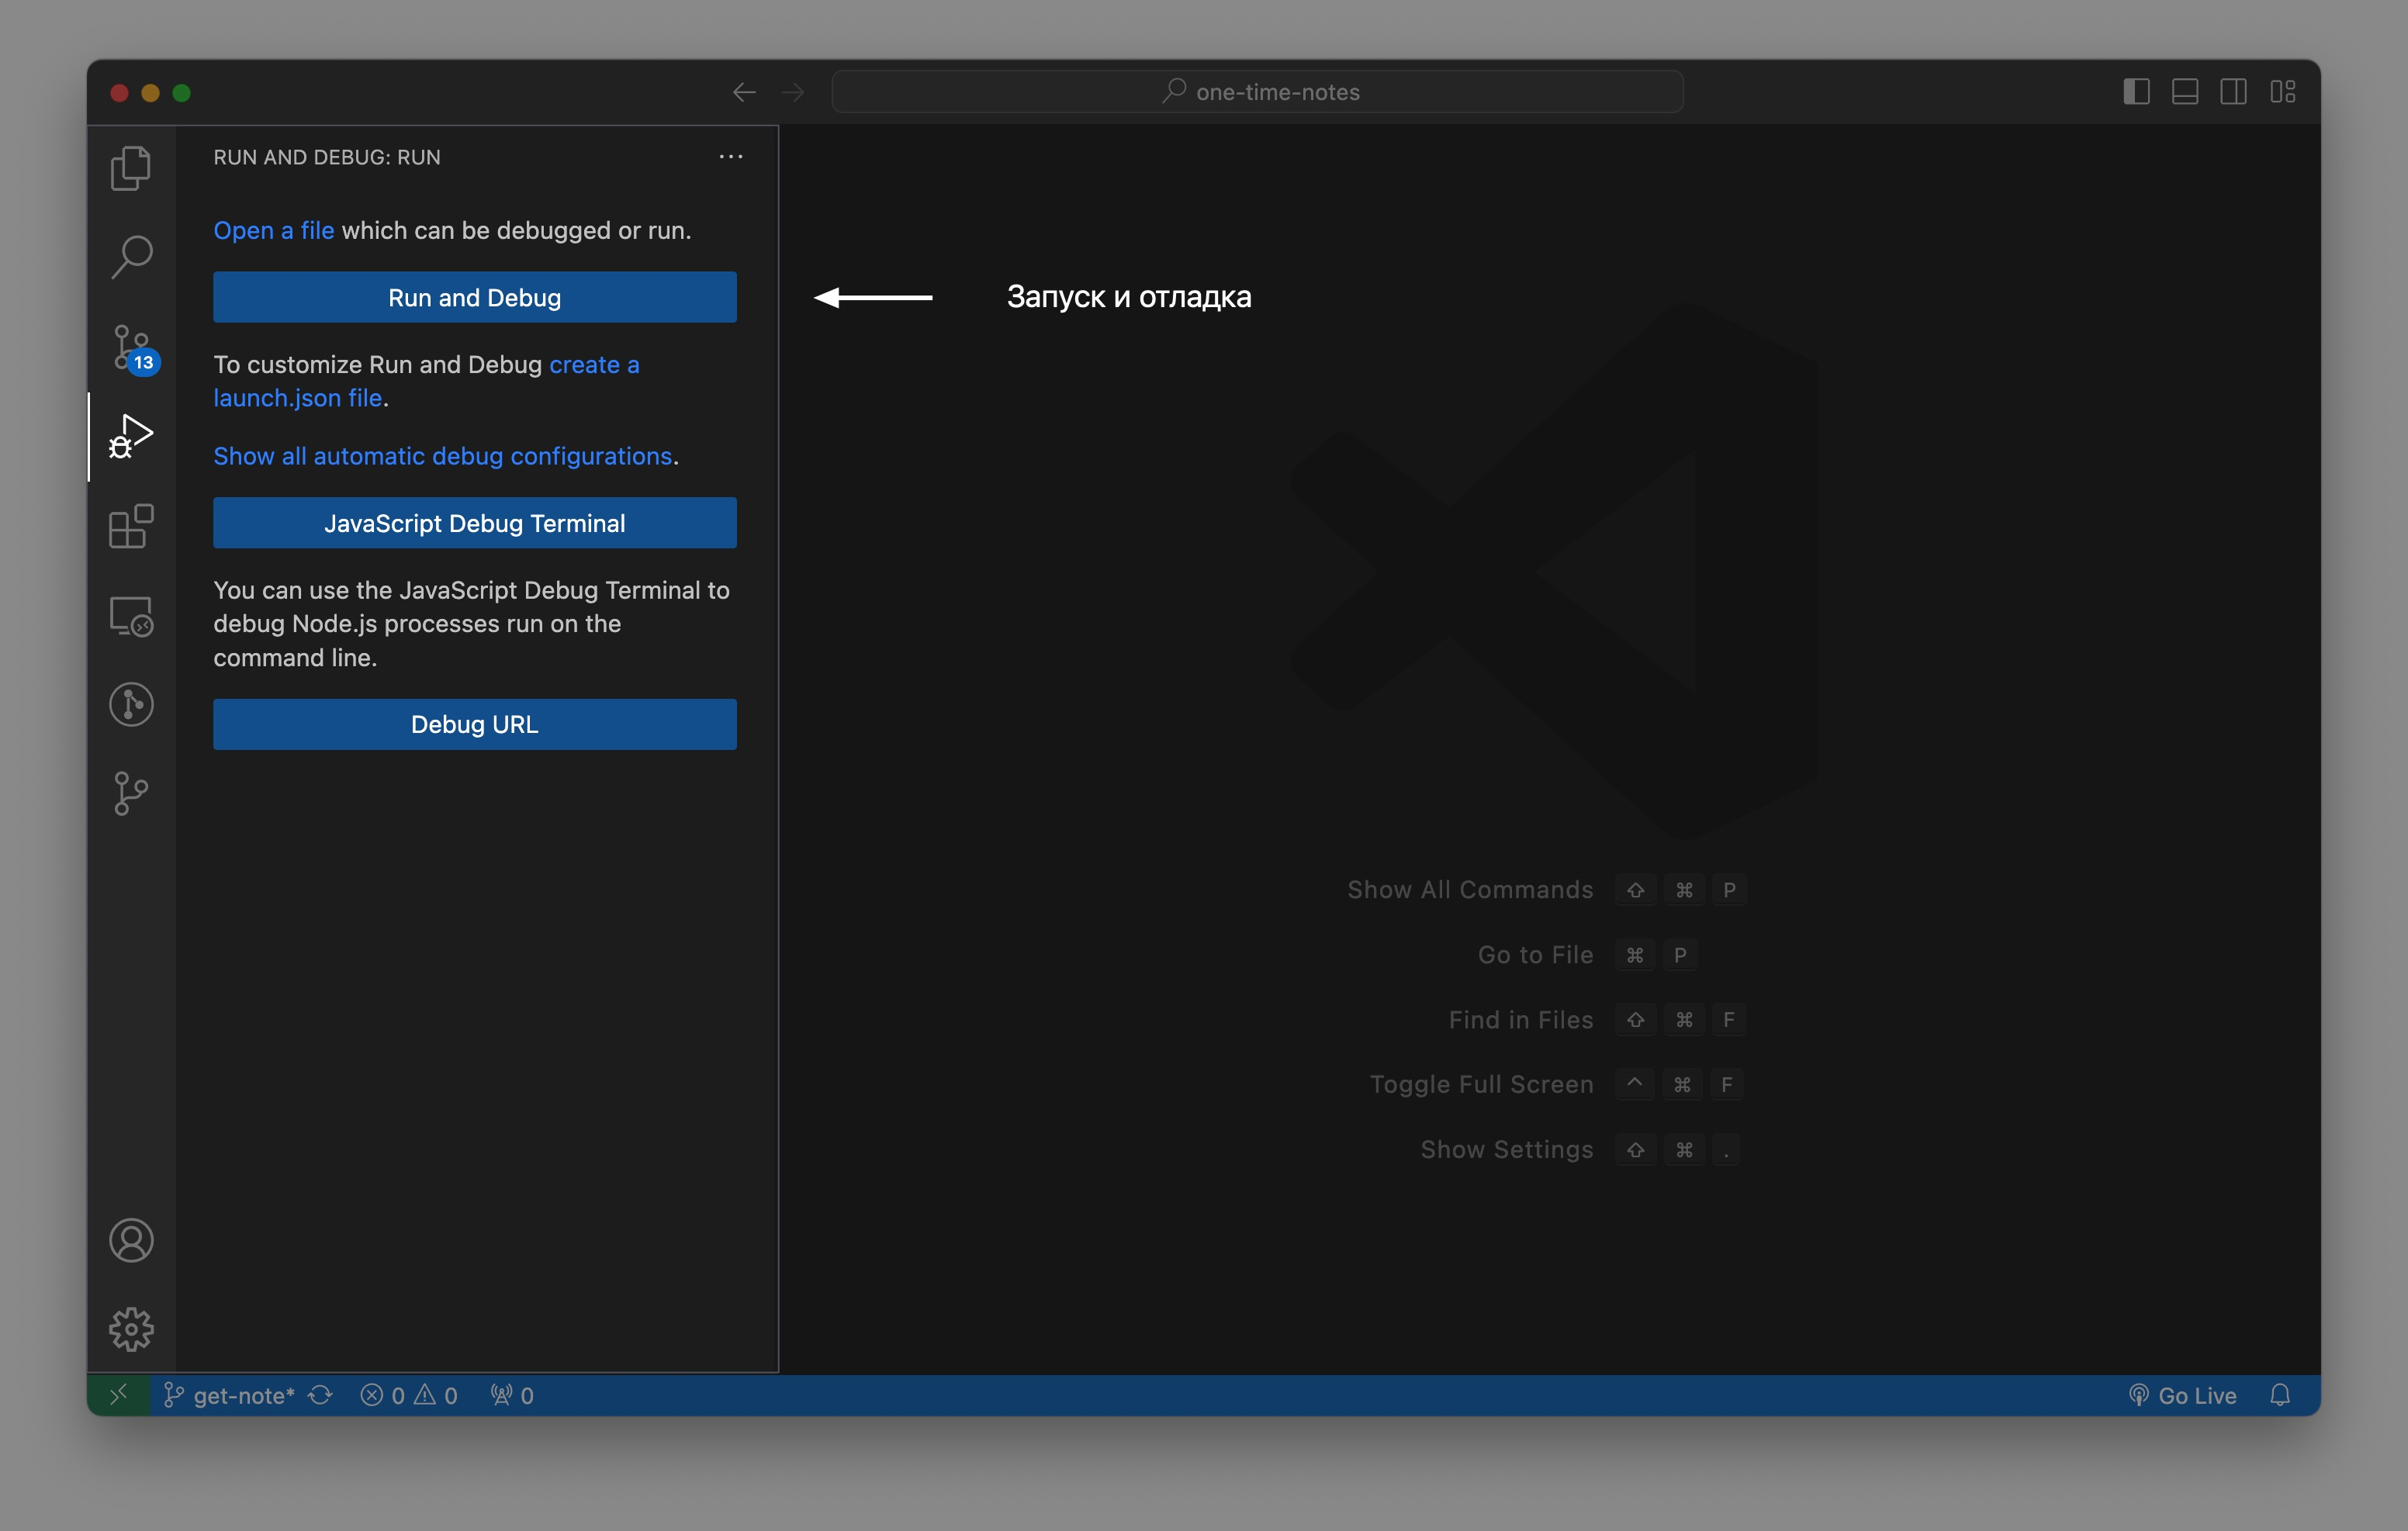 one-time-notes
RUN AND DEBUG: RUN
Open a file which can be debugged or run.
Run and Debug
Запуск и отладка
13
To customize Run and Debug create a
launch.json file.
Show all automatic debug configurations.
JavaScript Debug Terminal
You can use the JavaScript Debug Terminal to
debug Node.js processes run on the
command line.
Debug URL
Show All Commands ⇧ ⌘ P
Go to File ⌘ P
Find in Files ⇧ ⌘ F
Toggle Full Screen ^ ⌘ F
Show Settings ⇧ ⌘ .
get-note* 0 0 0 Go Live